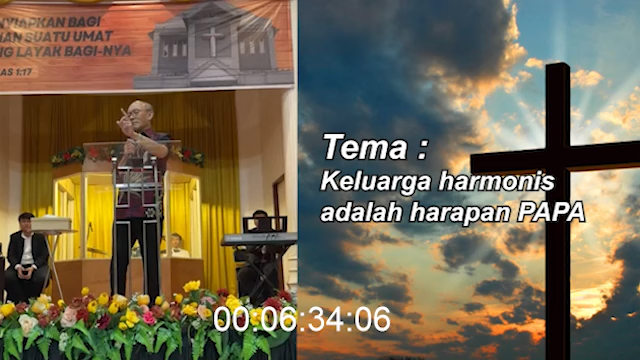 NYIAPKAN BAGI
HAN SUATU UMAT
NG LAYAK BAGI-NYA
AS 1:17
Tema :
Keluarga harmonis
adalah harapan PAPA
00:06:34:06